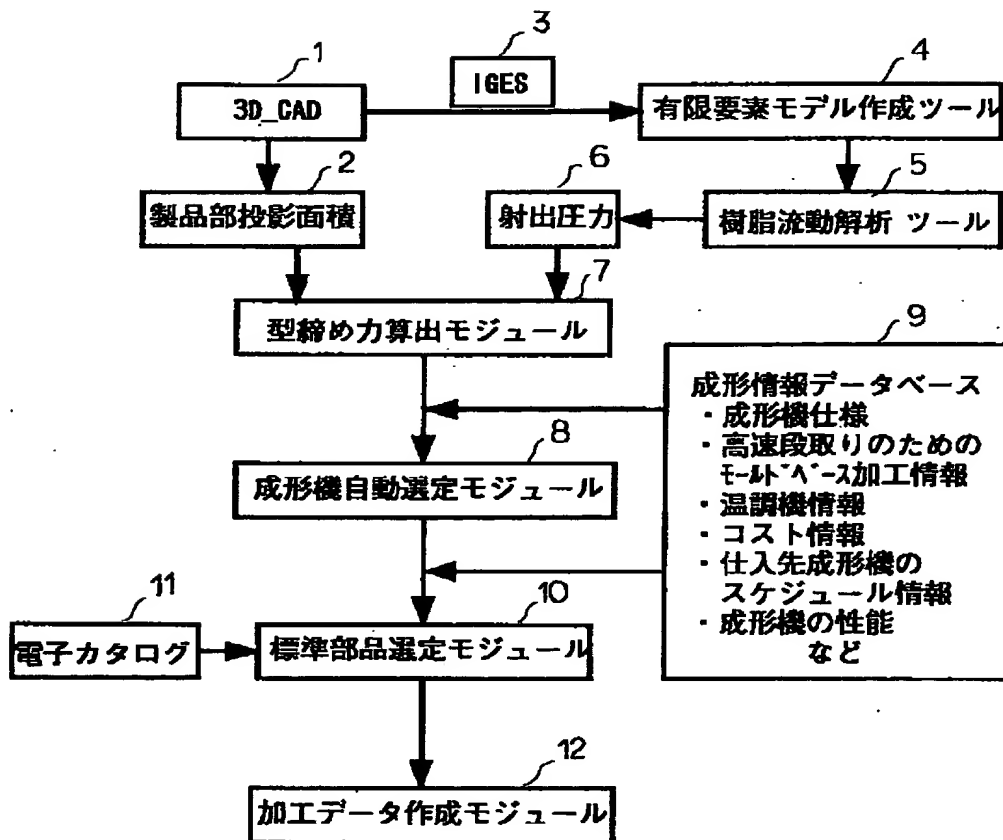 1
3D_CAD
3
IGES
4
有限要素モデル作成ツール
2
製品部投影面積
6
射出圧力
5
樹脂流動解析 ツール
7
型締め力算出モジュール
8
成形機自動選定モジュール
9
成形情報データベース
・成形機仕様
・高速段取りのための
ﾓｰﾙﾄﾞﾍﾞｰｽ加工情報
・温調機情報
・コスト情報
・仕入先成形機の
スケジュール情報
・成形機の性能
など
11
電子カタログ
10
標準部品選定モジュール
12
加工データ作成モジュール